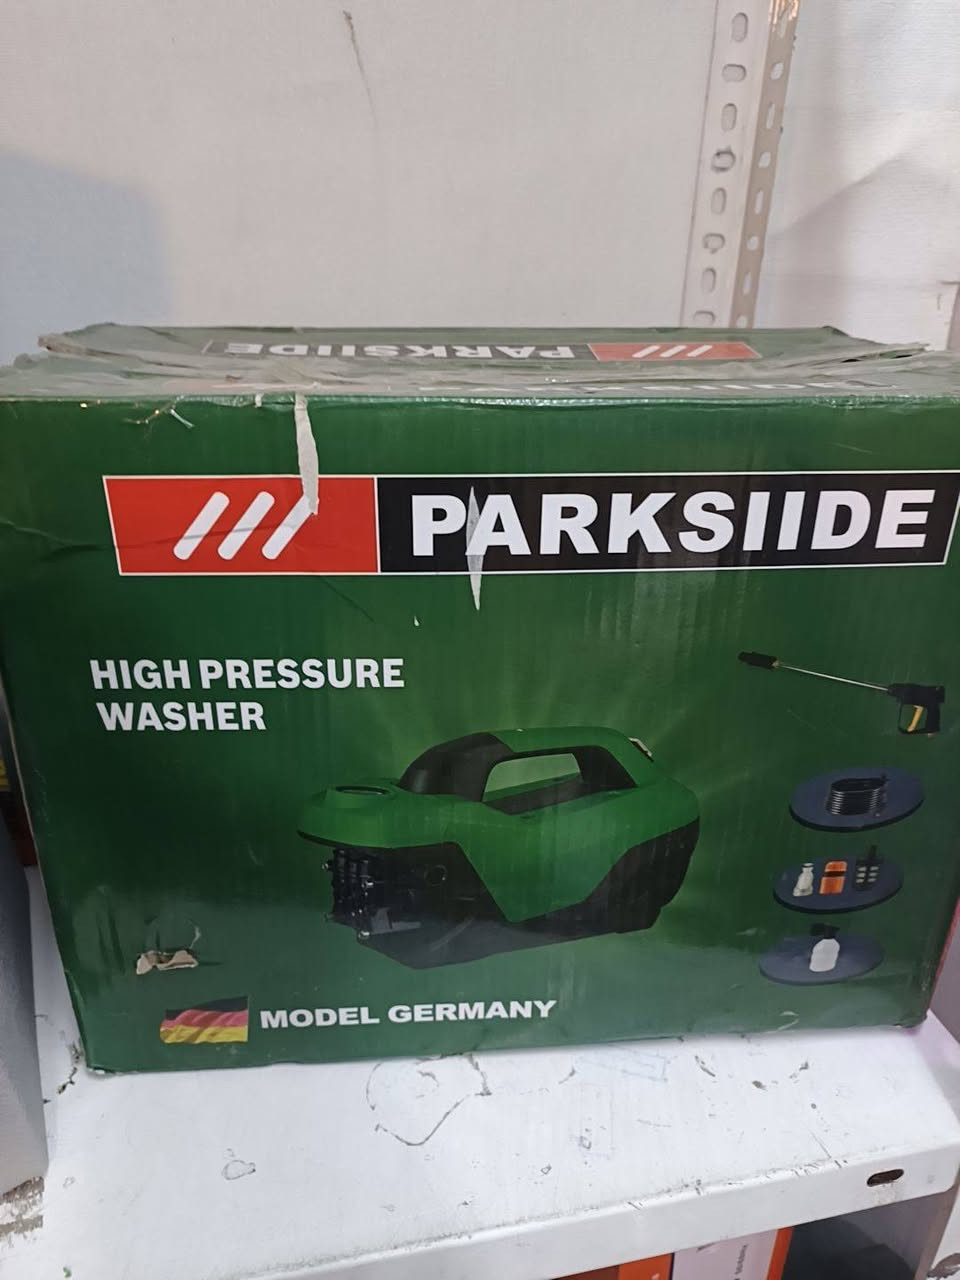 PARKSIIDE
PARKSIIDE
HIGH PRESSURE
WASHER
MODEL GERMANY